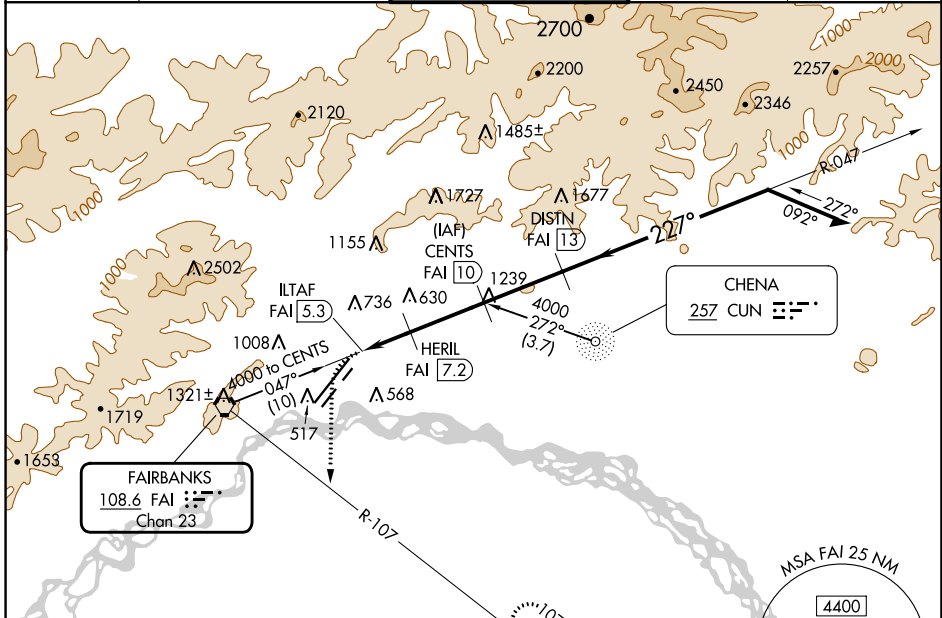 2700
1000
2200
2000
2257
2450
2346
2120
1485±
1000
R-047
1000
1727
1677
272°
092°
227°
DISTN
FAI 13
(IAF)
CENTS
FAI 10
1155
1000
2502
1239
CHENA
257 CUN
ILTAF
FAI 5.3
736
630
4000
272°
(3.7)
1008
HERIL
FAI 7.2
4000 to CENTS
047°
(10)
1321±
568
1719
517
1653
FAIRBANKS
108.6 FAI
Chan 23
R-107
MSA FAI 25 NM
4400